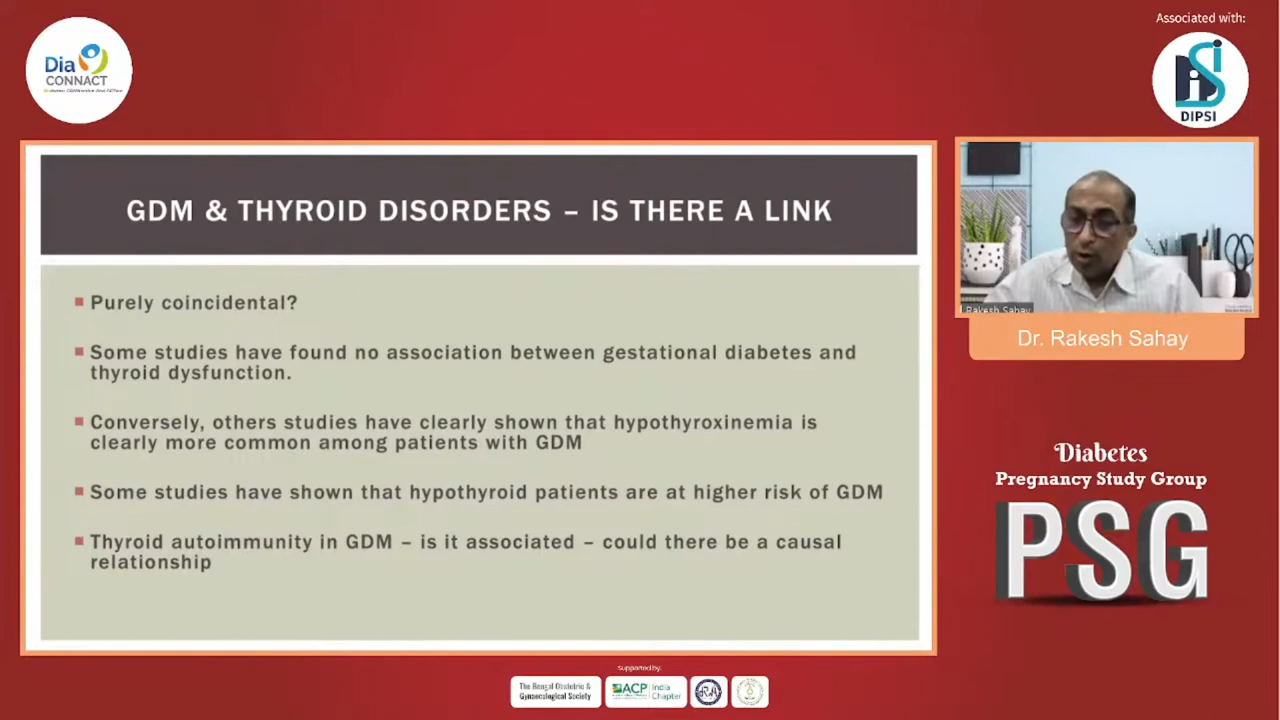 Associated with:
Dia
CONNACT
DIPSI
GDM & THYROID DISORDERS – IS THERE A LINK
Purely coincidental?
Some studies have found no association between gestational diabetes and
thyroid dysfunction.
Conversely, others studies have clearly shown that hypothyroxinemia is
clearly more common among patients with GDM
Some studies have shown that hypothyroid patients are at higher risk of GDM
Thyroid autoimmunity in GDM – is it associated – could there be a causal
relationship
Rakesh Sahay
Dr. Rakesh Sahay
Diabetes
Pregnancy Study Group
PSG
supported by:
The Bengal Obstetric &
Gynaecological Society
ACP India
Chapter